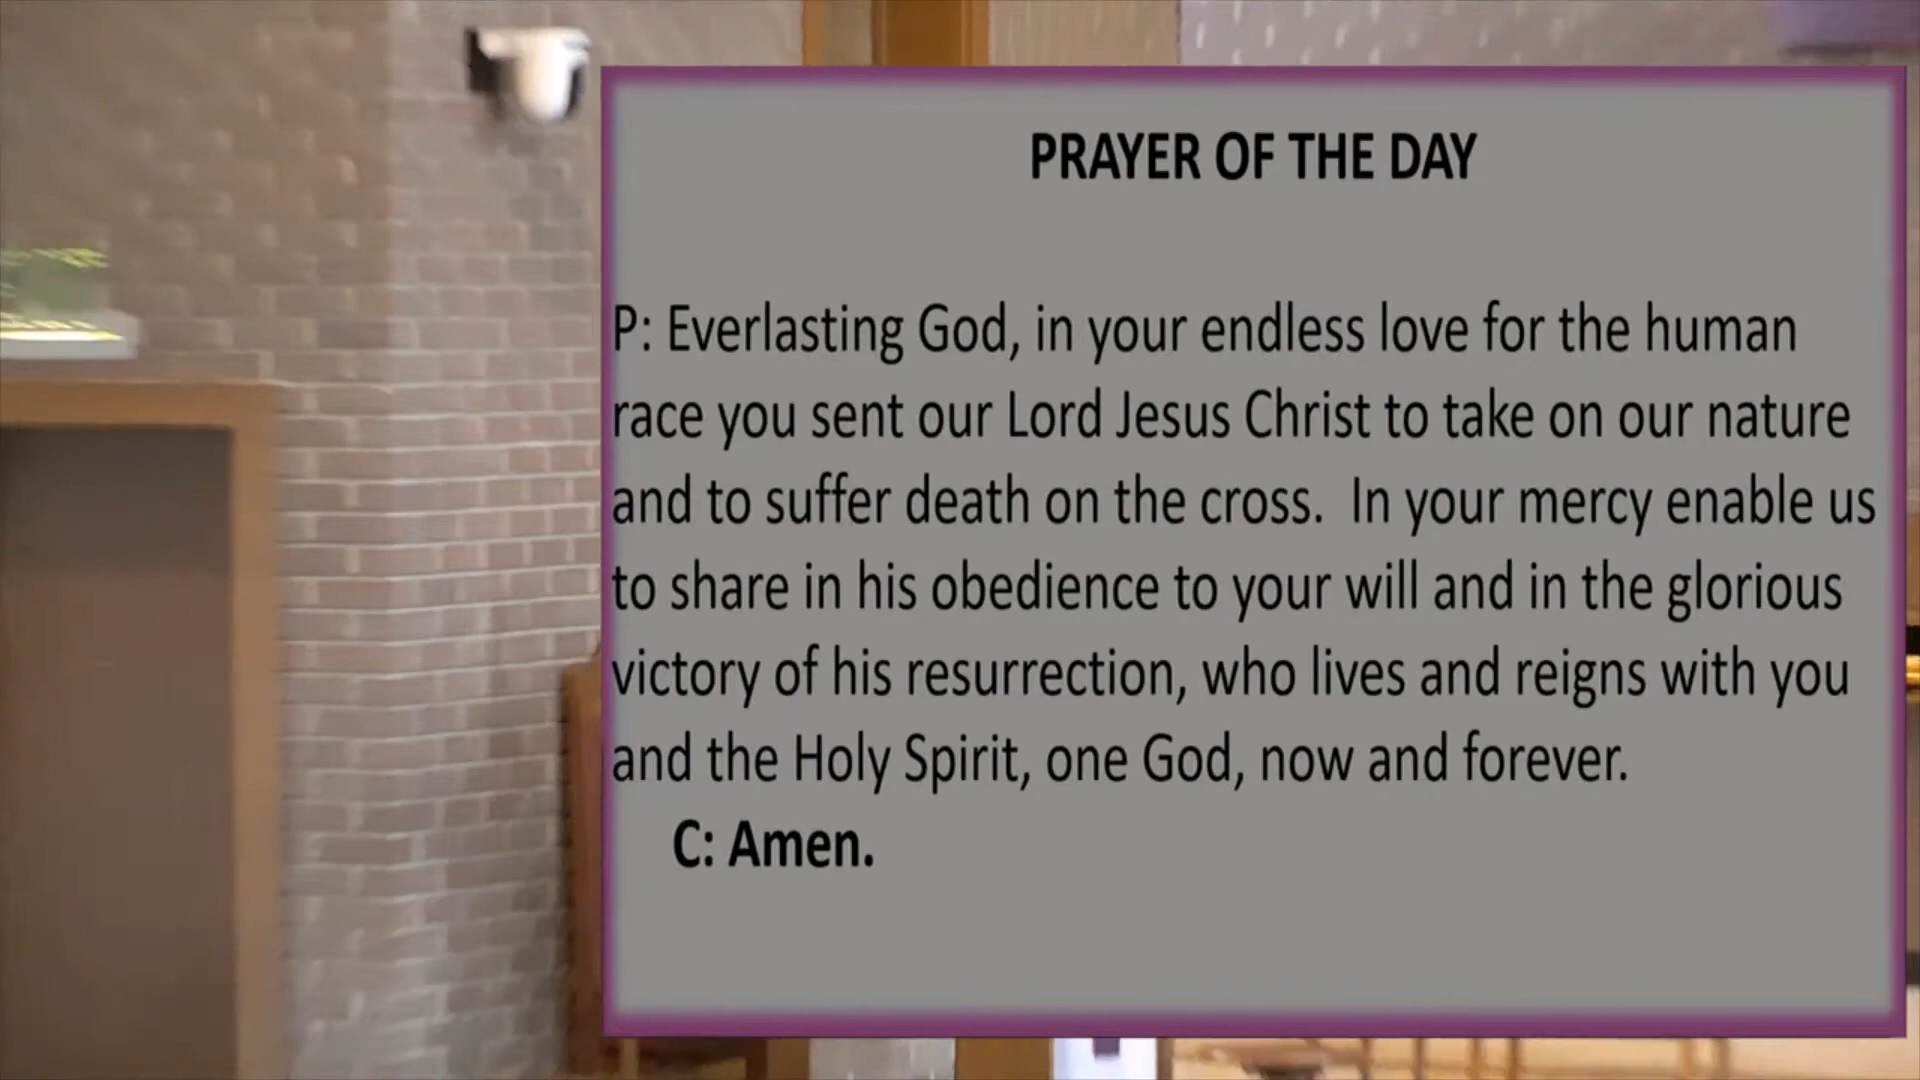 PRAYER OF THE DAY
P: Everlasting God, in your endless love for the human
race you sent our Lord Jesus Christ to take on our nature
and to suffer death on the cross.  In your mercy enable us
to share in his obedience to your will and in the glorious
victory of his resurrection, who lives and reigns with you
and the Holy Spirit, one God, now and forever.
C: Amen.